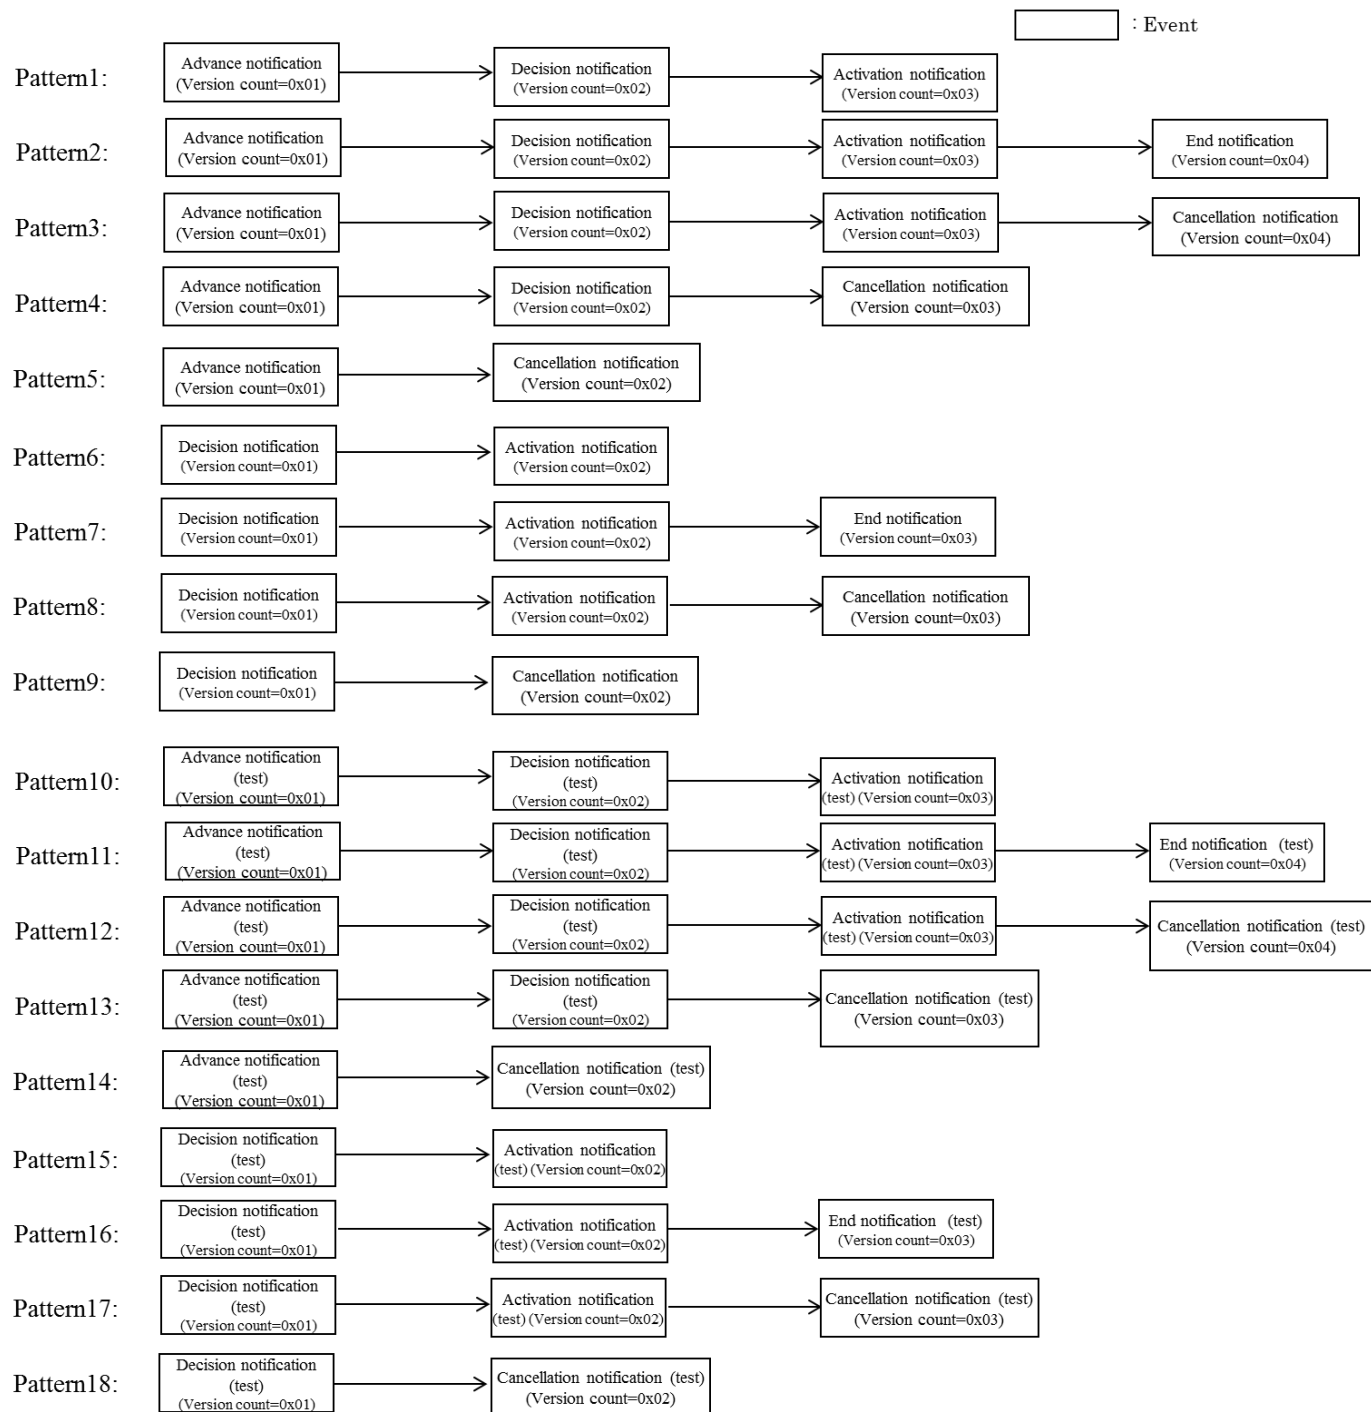 : Event
Pattern1:
Advance notification
(Version count=0x01)
Decision notification
(Version count=0x02)
Activation notification
(Version count=0x03)
Pattern2:
Advance notification
(Version count=0x01)
Decision notification
(Version count=0x02)
Activation notification
(Version count=0x03)
End notification
(Version count=0x04)
Pattern3:
Advance notification
(Version count=0x01)
Decision notification
(Version count=0x02)
Activation notification
(Version count=0x03)
Cancellation notification
(Version count=0x04)
Pattern4:
Advance notification
(Version count=0x01)
Decision notification
(Version count=0x02)
Cancellation notification
(Version count=0x03)
Pattern5:
Advance notification
(Version count=0x01)
Cancellation notification
(Version count=0x02)
Pattern6:
Decision notification
(Version count=0x01)
Activation notification
(Version count=0x02)
Pattern7:
Decision notification
(Version count=0x01)
Activation notification
(Version count=0x02)
End notification
(Version count=0x03)
Pattern8:
Decision notification
(Version count=0x01)
Activation notification
(Version count=0x02)
Cancellation notification
(Version count=0x03)
Pattern9:
Decision notification
(Version count=0x01)
Cancellation notification
(Version count=0x02)
Pattern10:
Advance notification
(test)
(Version count=0x01)
Decision notification
(test)
(Version count=0x02)
Activation notification
(test) (Version count=0x03)
Pattern11:
Advance notification
(test)
(Version count=0x01)
Decision notification
(test)
(Version count=0x02)
Activation notification
(test) (Version count=0x03)
End notification (test)
(Version count=0x04)
Pattern12:
Advance notification
(test)
(Version count=0x01)
Decision notification
(test)
(Version count=0x02)
Activation notification
(test) (Version count=0x03)
Cancellation notification (test)
(Version count=0x04)
Pattern13:
Advance notification
(test)
(Version count=0x01)
Decision notification
(test)
(Version count=0x02)
Cancellation notification (test)
(Version count=0x03)
Pattern14:
Advance notification
(test)
(Version count=0x01)
Cancellation notification (test)
(Version count=0x02)
Pattern15:
Decision notification
(test)
(Version count=0x01)
Activation notification
(test) (Version count=0x02)
Pattern16:
Decision notification
(test)
(Version count=0x01)
Activation notification
(test) (Version count=0x02)
End notification (test)
(Version count=0x03)
Pattern17:
Decision notification
(test)
(Version count=0x01)
Activation notification
(test) (Version count=0x02)
Cancellation notification (test)
(Version count=0x03)
Pattern18:
Decision notification
(test)
(Version count=0x01)
Cancellation notification (test)
(Version count=0x02)